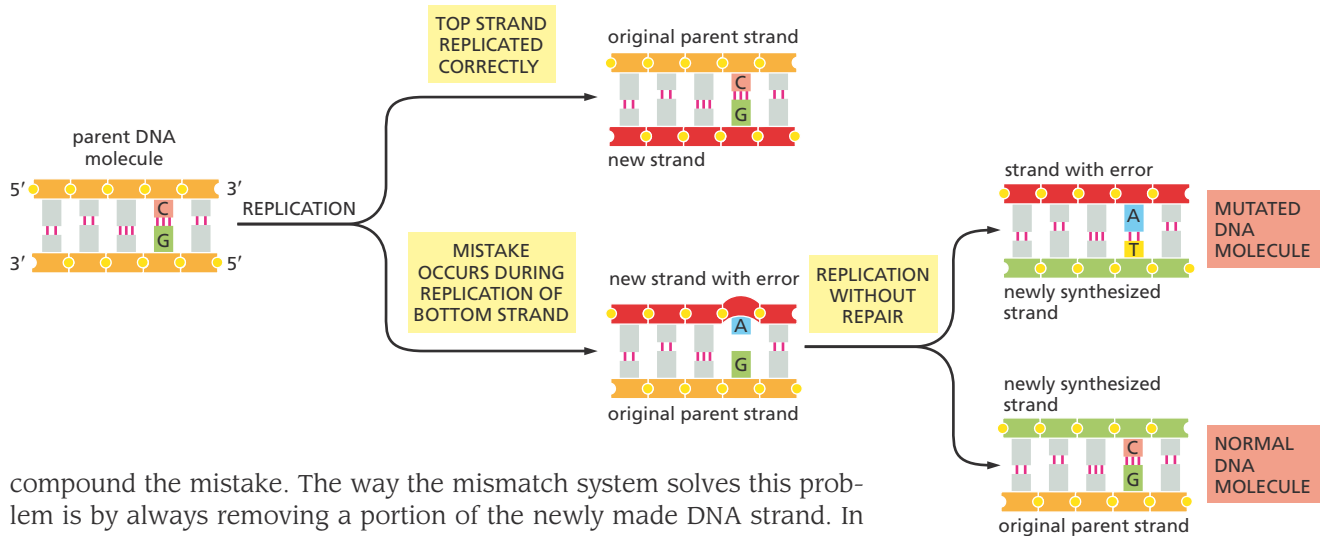 TOP STRAND
REPLICATED
CORRECTLY
original parent strand
C
G
new strand
parent DNA
molecule
5′
3′
C
G
3′
5′
REPLICATION
MISTAKE
OCCURS DURING
REPLICATION OF
BOTTOM STRAND
new strand with error
A
G
original parent strand
REPLICATION
WITHOUT
REPAIR
strand with error
A
T
newly synthesized
strand
MUTATED
DNA
MOLECULE
newly synthesized
strand
C
G
original parent strand
NORMAL
DNA
MOLECULE
compound the mistake. The way the mismatch system solves this prob-
lem is by always removing a portion of the newly made DNA strand. In